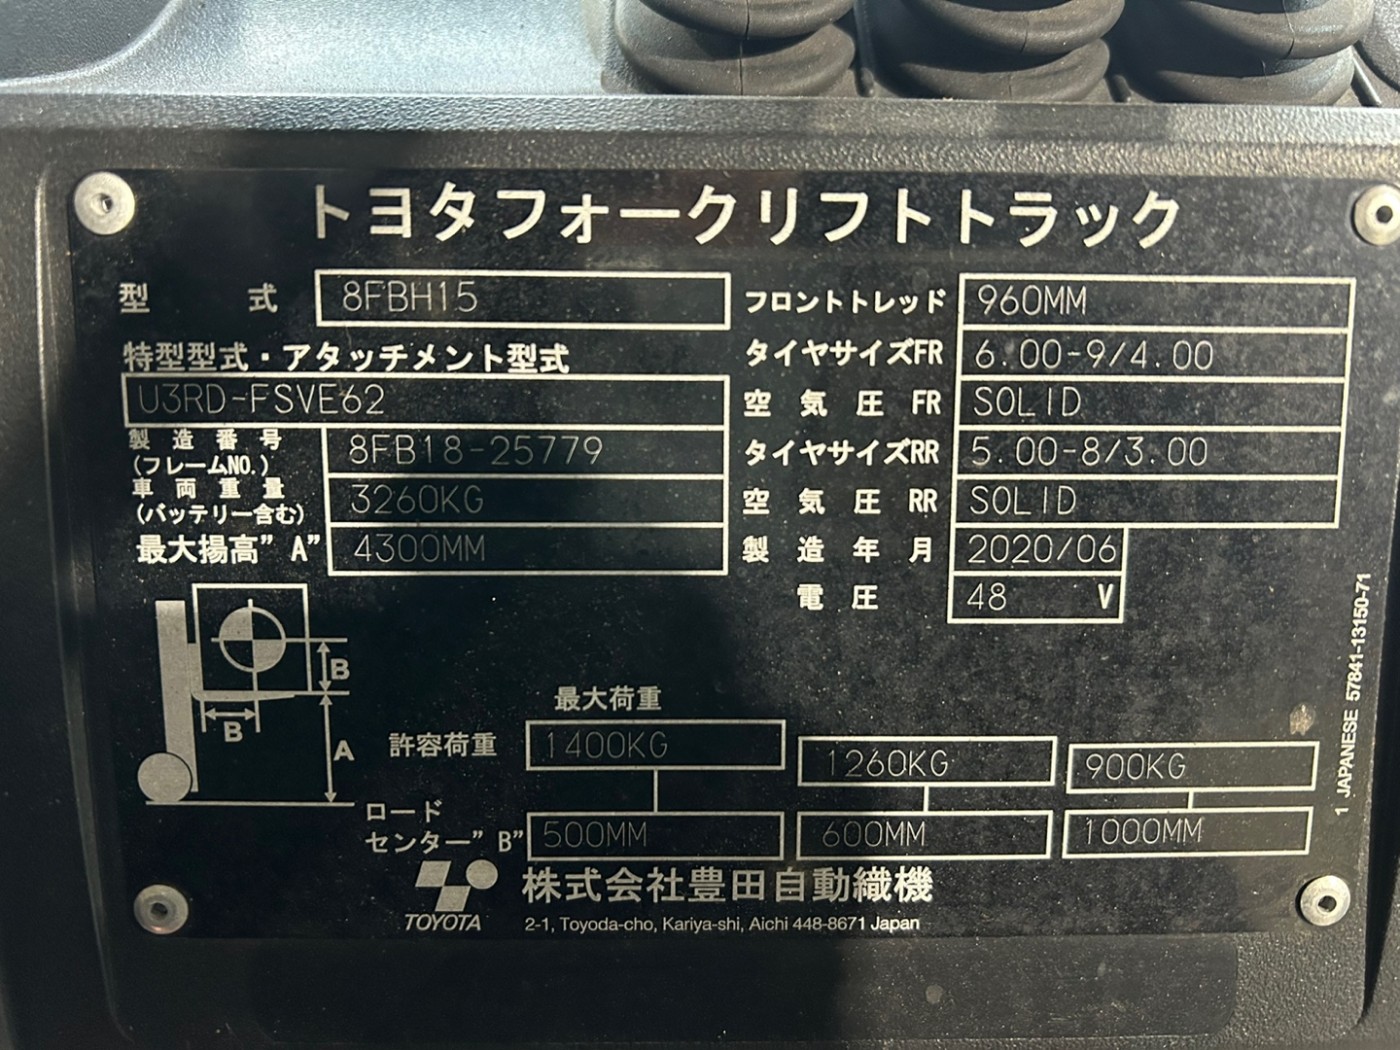 トヨタフォークリフトトラック
型式 8FBH15
特型型式・アタッチメント型式
U3RD-FSVE62
製造番号
(フレームNO.) 8FB18-25779
車両重量
(バッテリー含む) 3260KG
最大揚高"A" 4300MM
フロントトレッド 960MM
タイヤサイズFR 6.00-9/4.00
空気圧 FR SOLID
タイヤサイズRR 5.00-8/3.00
空気圧 RR SOLID
製造年月 2020/06
電圧 48 V
B
B
A
最大荷重
許容荷重 1400KG 1260KG 900KG
ロード
センター"B" 500MM 600MM 1000MM
TOYOTA 株式会社豊田自動織機
2-1, Toyoda-cho, Kariya-shi, Aichi 448-8671 Japan
1 JAPANESE 57841-13150-71